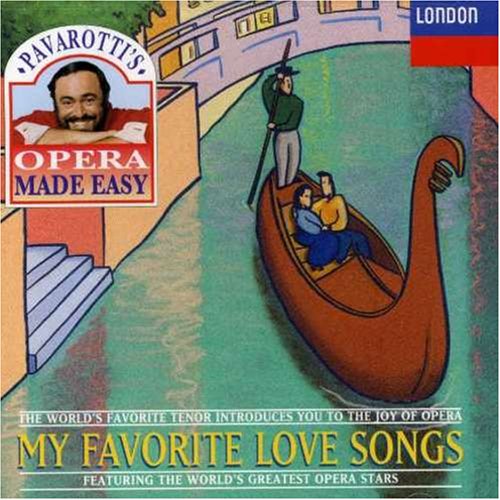 PAVAROTTI'S
OPERA
MADE EASY
LONDON
THE WORLD'S FAVORITE TENOR INTRODUCES YOU TO THE JOY OF OPERA
MY FAVORITE LOVE SONGS
FEATURING THE WORLD'S GREATEST OPERA STARS